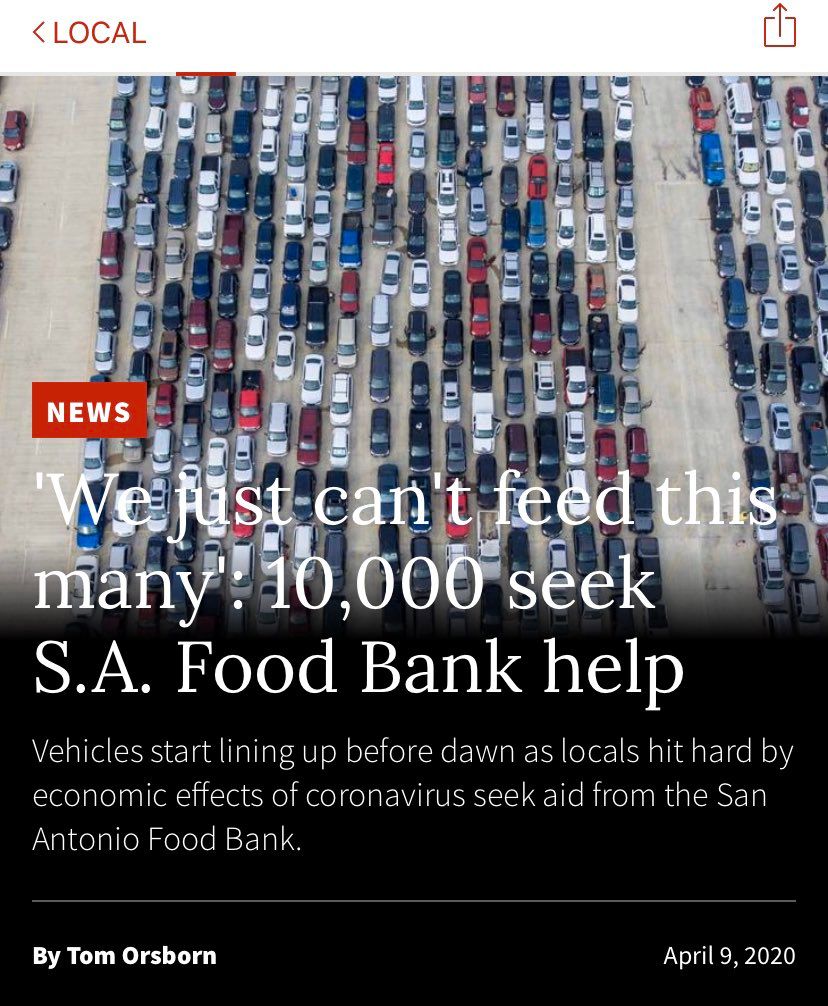 LOCAL
NEWS
'We just can't feed this
many': 10,000 seek
S.A. Food Bank help
Vehicles start lining up before dawn as locals hit hard by
economic effects of coronavirus seek aid from the San
Antonio Food Bank.
By Tom Orsborn
April 9, 2020